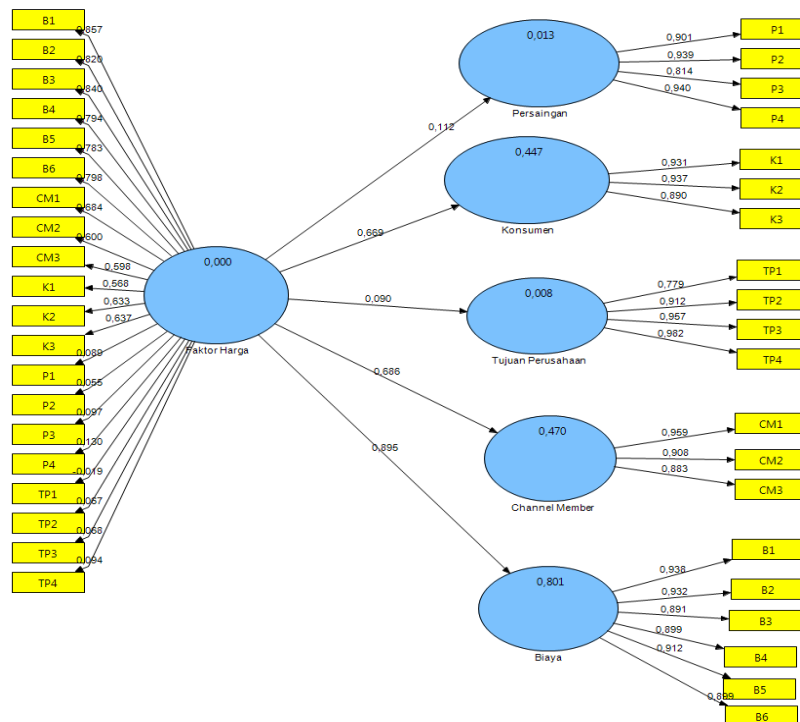 B1
0,857
B2
0,820
B3
0,840
B4
0,794
B5
0,783
B6
0,798
CM1
0,684
CM2
0,600
CM3
0,598
K1
0,568
K2
0,633
K3
0,637
P1
0,089
P2
0,055
P3
0,097
P4
0,130
TP1
-0,019
TP2
0,067
TP3
0,068
TP4
0,094
0,000
Faktor Harga
0,112
0,669
0,090
0,686
0,895
0,013
Persaingan
0,901
0,939
0,814
0,940
P1
P2
P3
P4
0,447
Konsumen
0,931
0,937
0,890
K1
K2
K3
0,008
Tujuan Perusahaan
0,779
0,912
0,957
0,982
TP1
TP2
TP3
TP4
0,470
Channel Member
0,959
0,908
0,883
CM1
CM2
CM3
0,801
Biaya
0,938
0,932
0,891
0,899
0,912
0,899
B1
B2
B3
B4
B5
B6